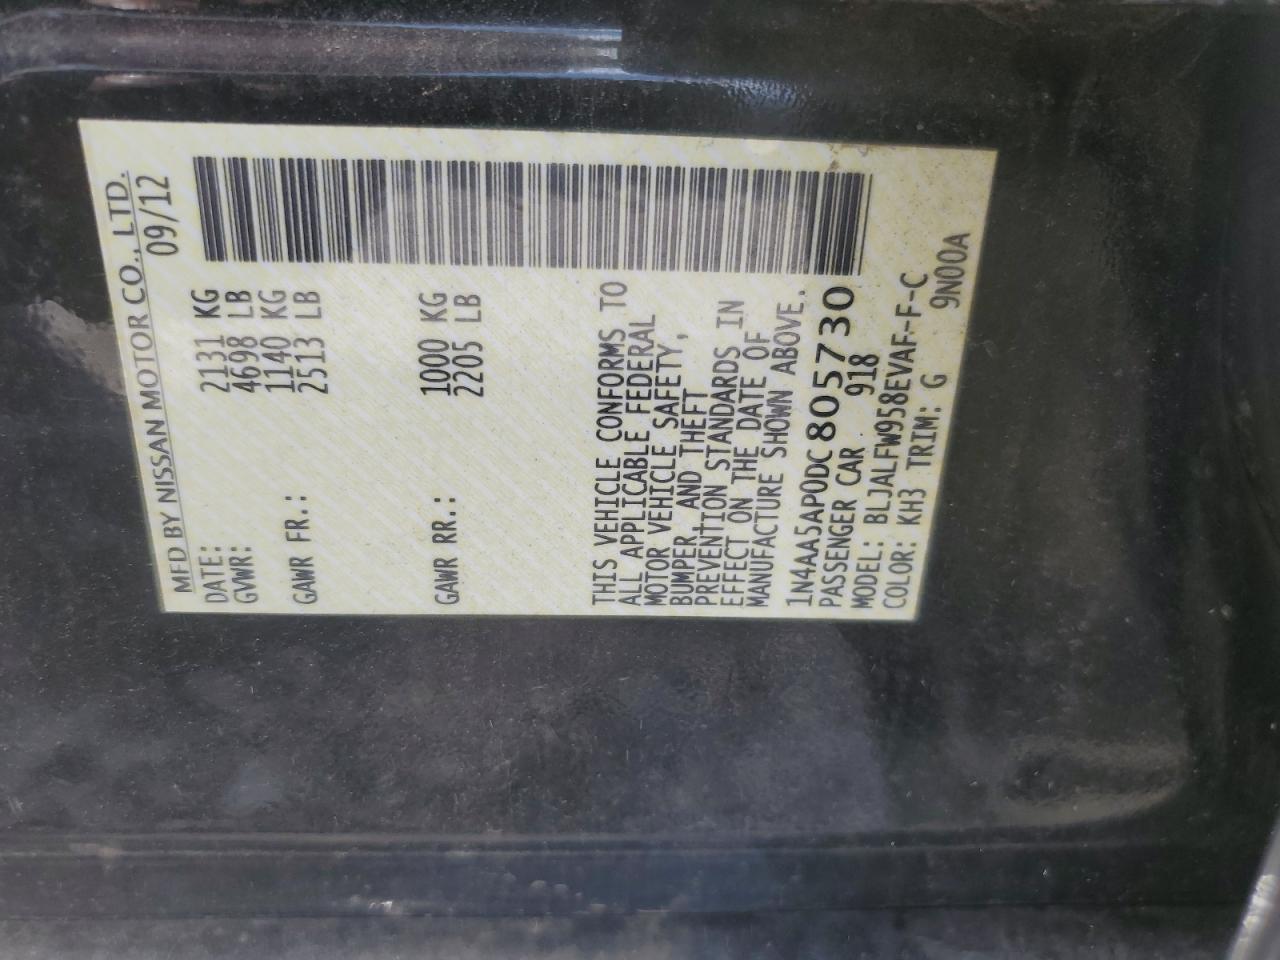 MFD BY NISSAN MOTOR CO., LTD.
DATE: 09/12
GVWR: 2131 KG
4698 LB
GAWR FR.: 1140 KG
2513 LB
GAWR RR.: 1000 KG
2205 LB
THIS VEHICLE CONFORMS TO
ALL APPLICABLE FEDERAL
MOTOR VEHICLE SAFETY,
BUMPER, AND THEFT
PREVENTION STANDARDS IN
EFFECT ON THE DATE OF
MANUFACTURE SHOWN ABOVE.
1N4AA5AP0DC805730
PASSENGER CAR 918
MODEL: BLJALFW958EVAF-F-C
COLOR: KH3 TRIM: G 9N00A